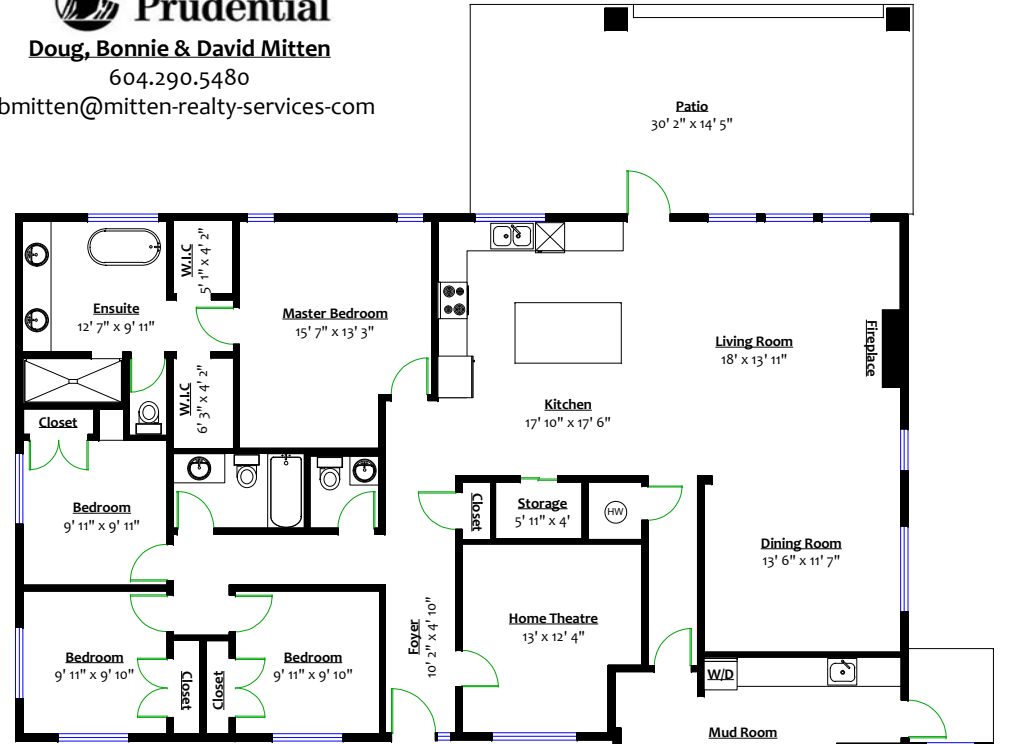 Prudential
Doug, Bonnie & David Mitten
604.290.5480
bmitten@mitten-realty-services-com
Patio
30' 2" x 14' 5"
W.I.C
5' 1" x 4' 2"
Ensuite
12' 7" x 9' 11"
Master Bedroom
15' 7" x 13' 3"
Living Room
18' x 13' 11"
Fireplace
W.I.C
6' 3" x 4' 2"
Kitchen
17' 10" x 17' 6"
Closet
Bedroom
9' 11" x 9' 11"
Closet
Storage
5' 11" x 4'
HW
Dining Room
13' 6" x 11' 7"
Foyer
10' 2" x 4' 10"
Home Theatre
13' x 12' 4"
Bedroom
9' 11" x 9' 10"
Closet
Closet
Bedroom
9' 11" x 9' 10"
W/D
Mud Room